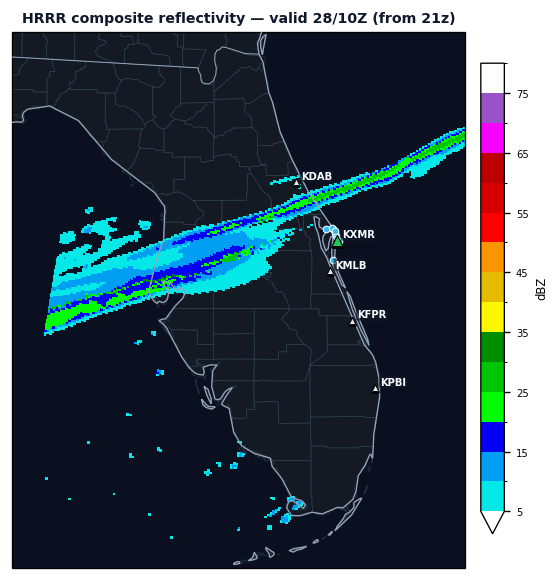 HRRR composite reflectivity — valid 28/10Z (from 21z)
KDAB
KXMR
KMLB
KFPR
KPBI
75
65
55
45
35
25
15
5
dBZ